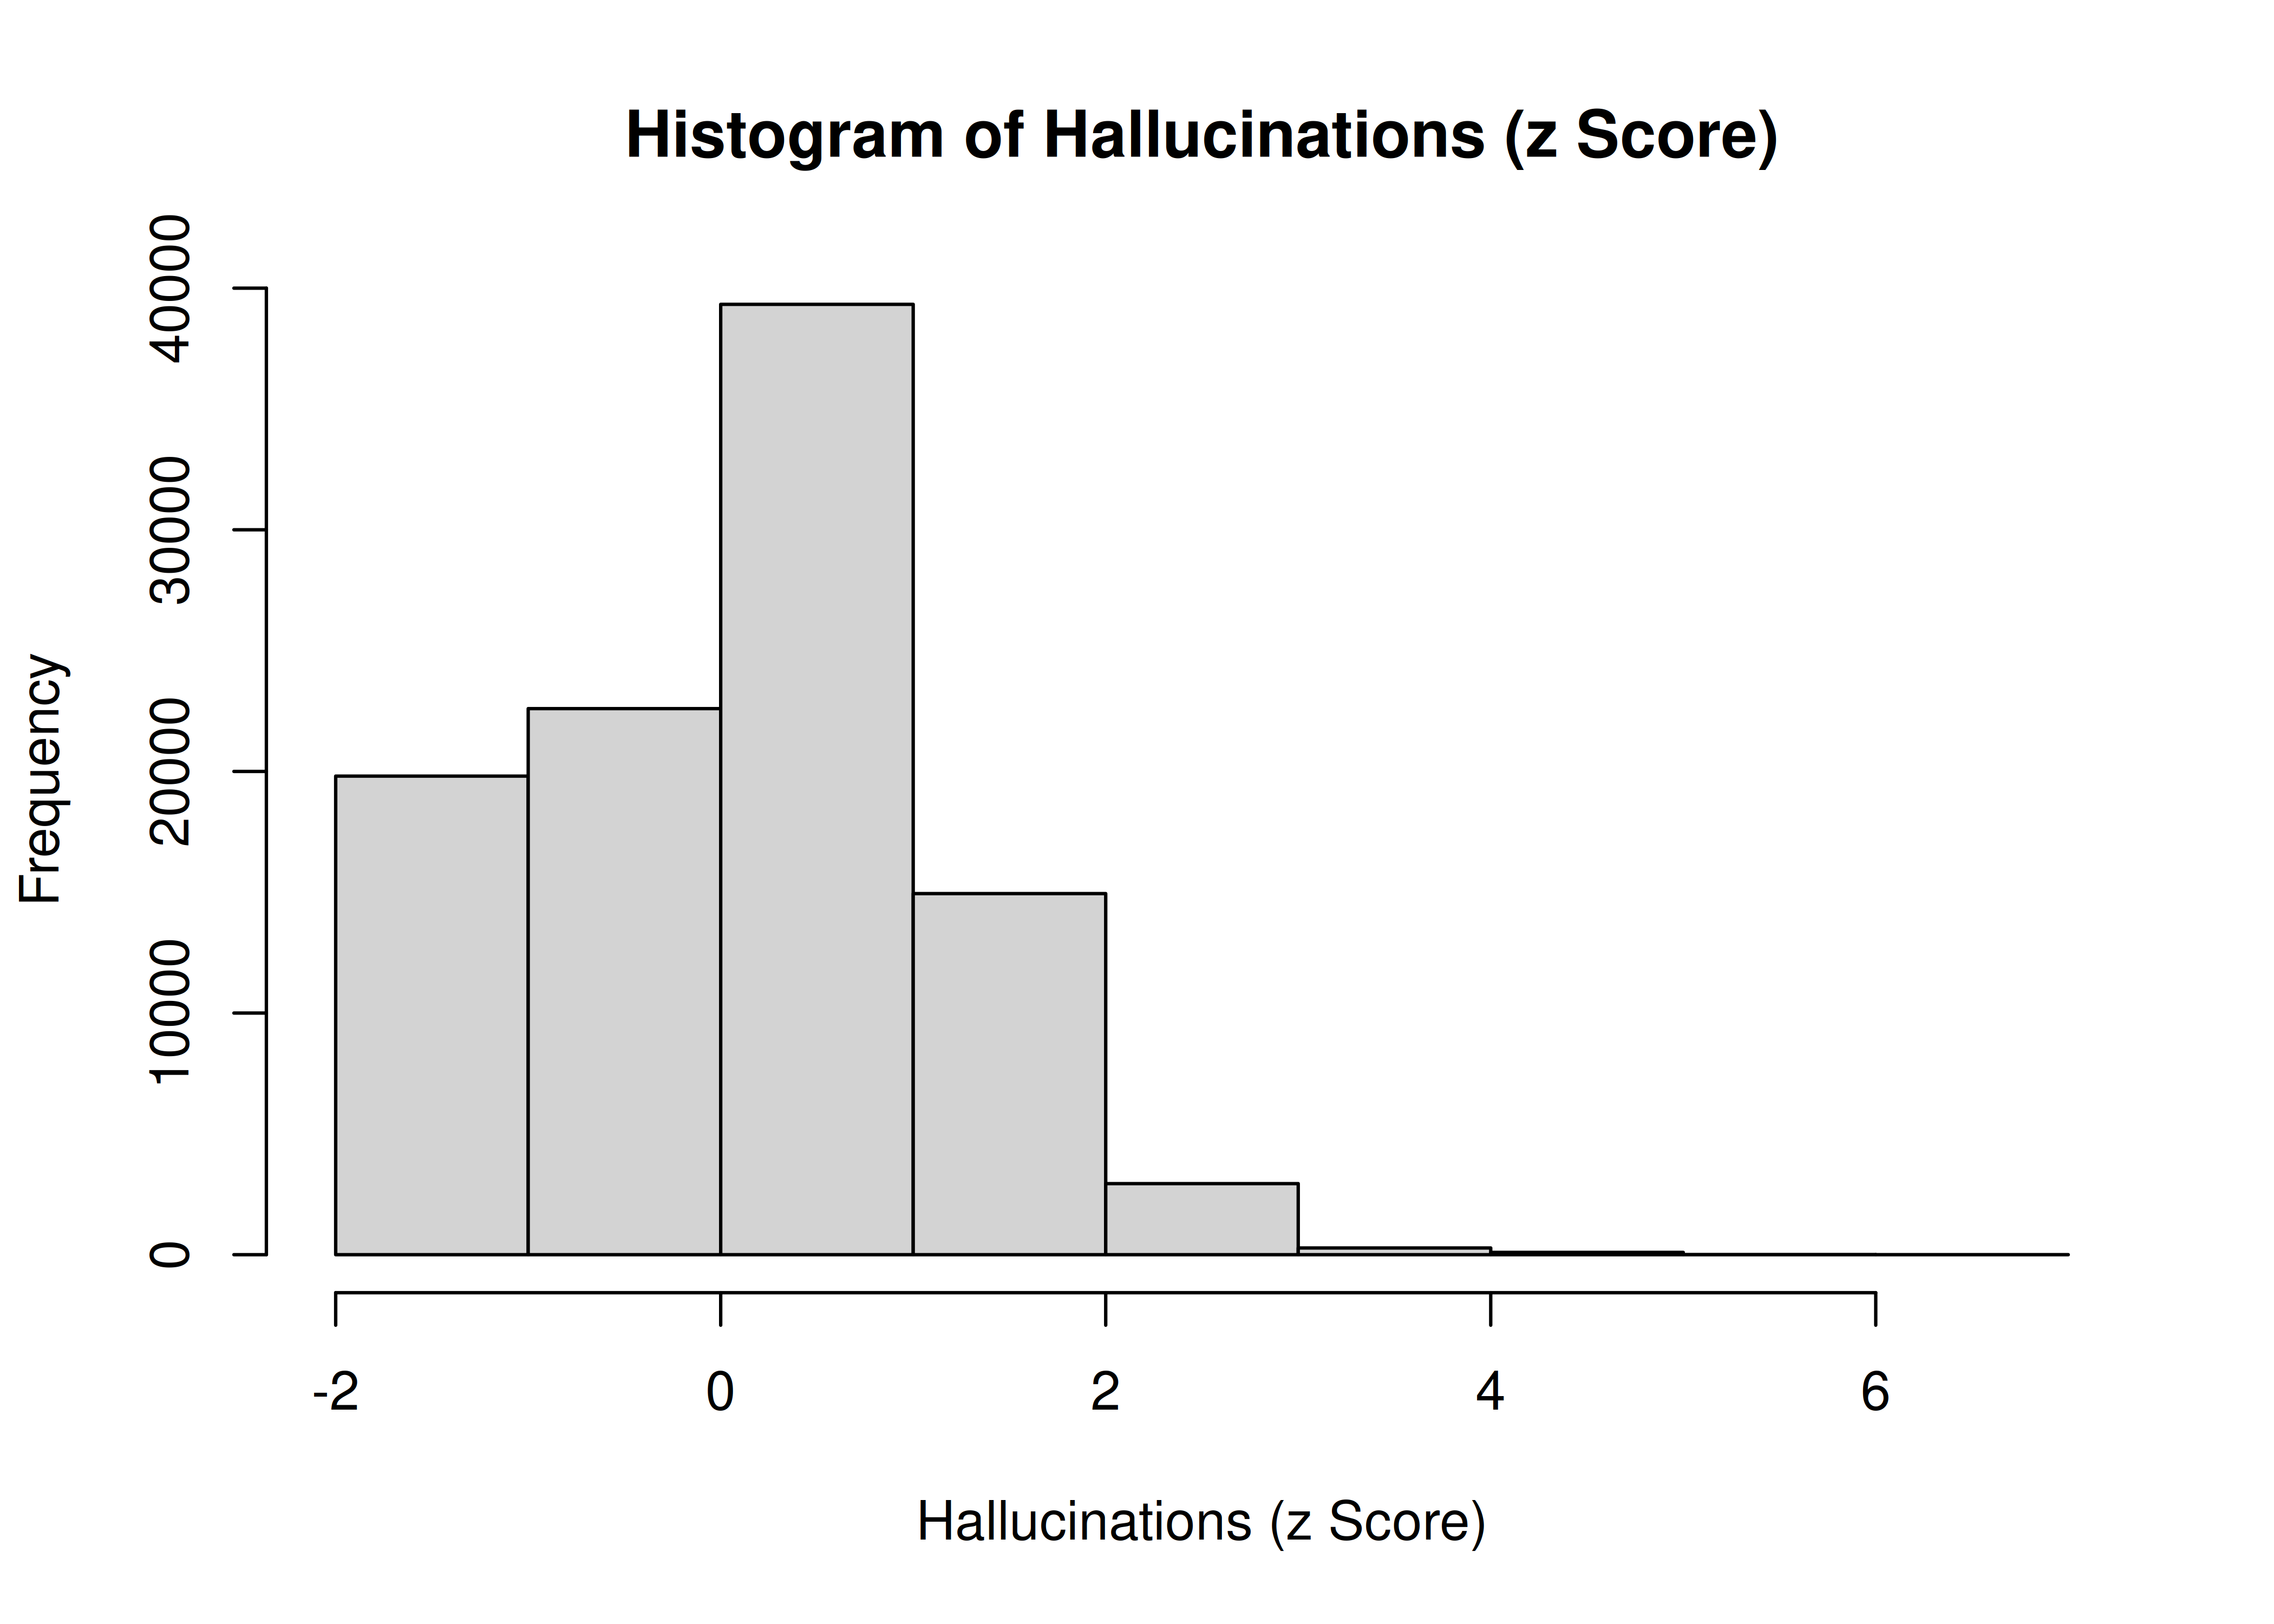 Histogram of Hallucinations (z Score)
40000
30000
20000
10000
0
Frequency
-2 0 2 4 6
Hallucinations (z Score)